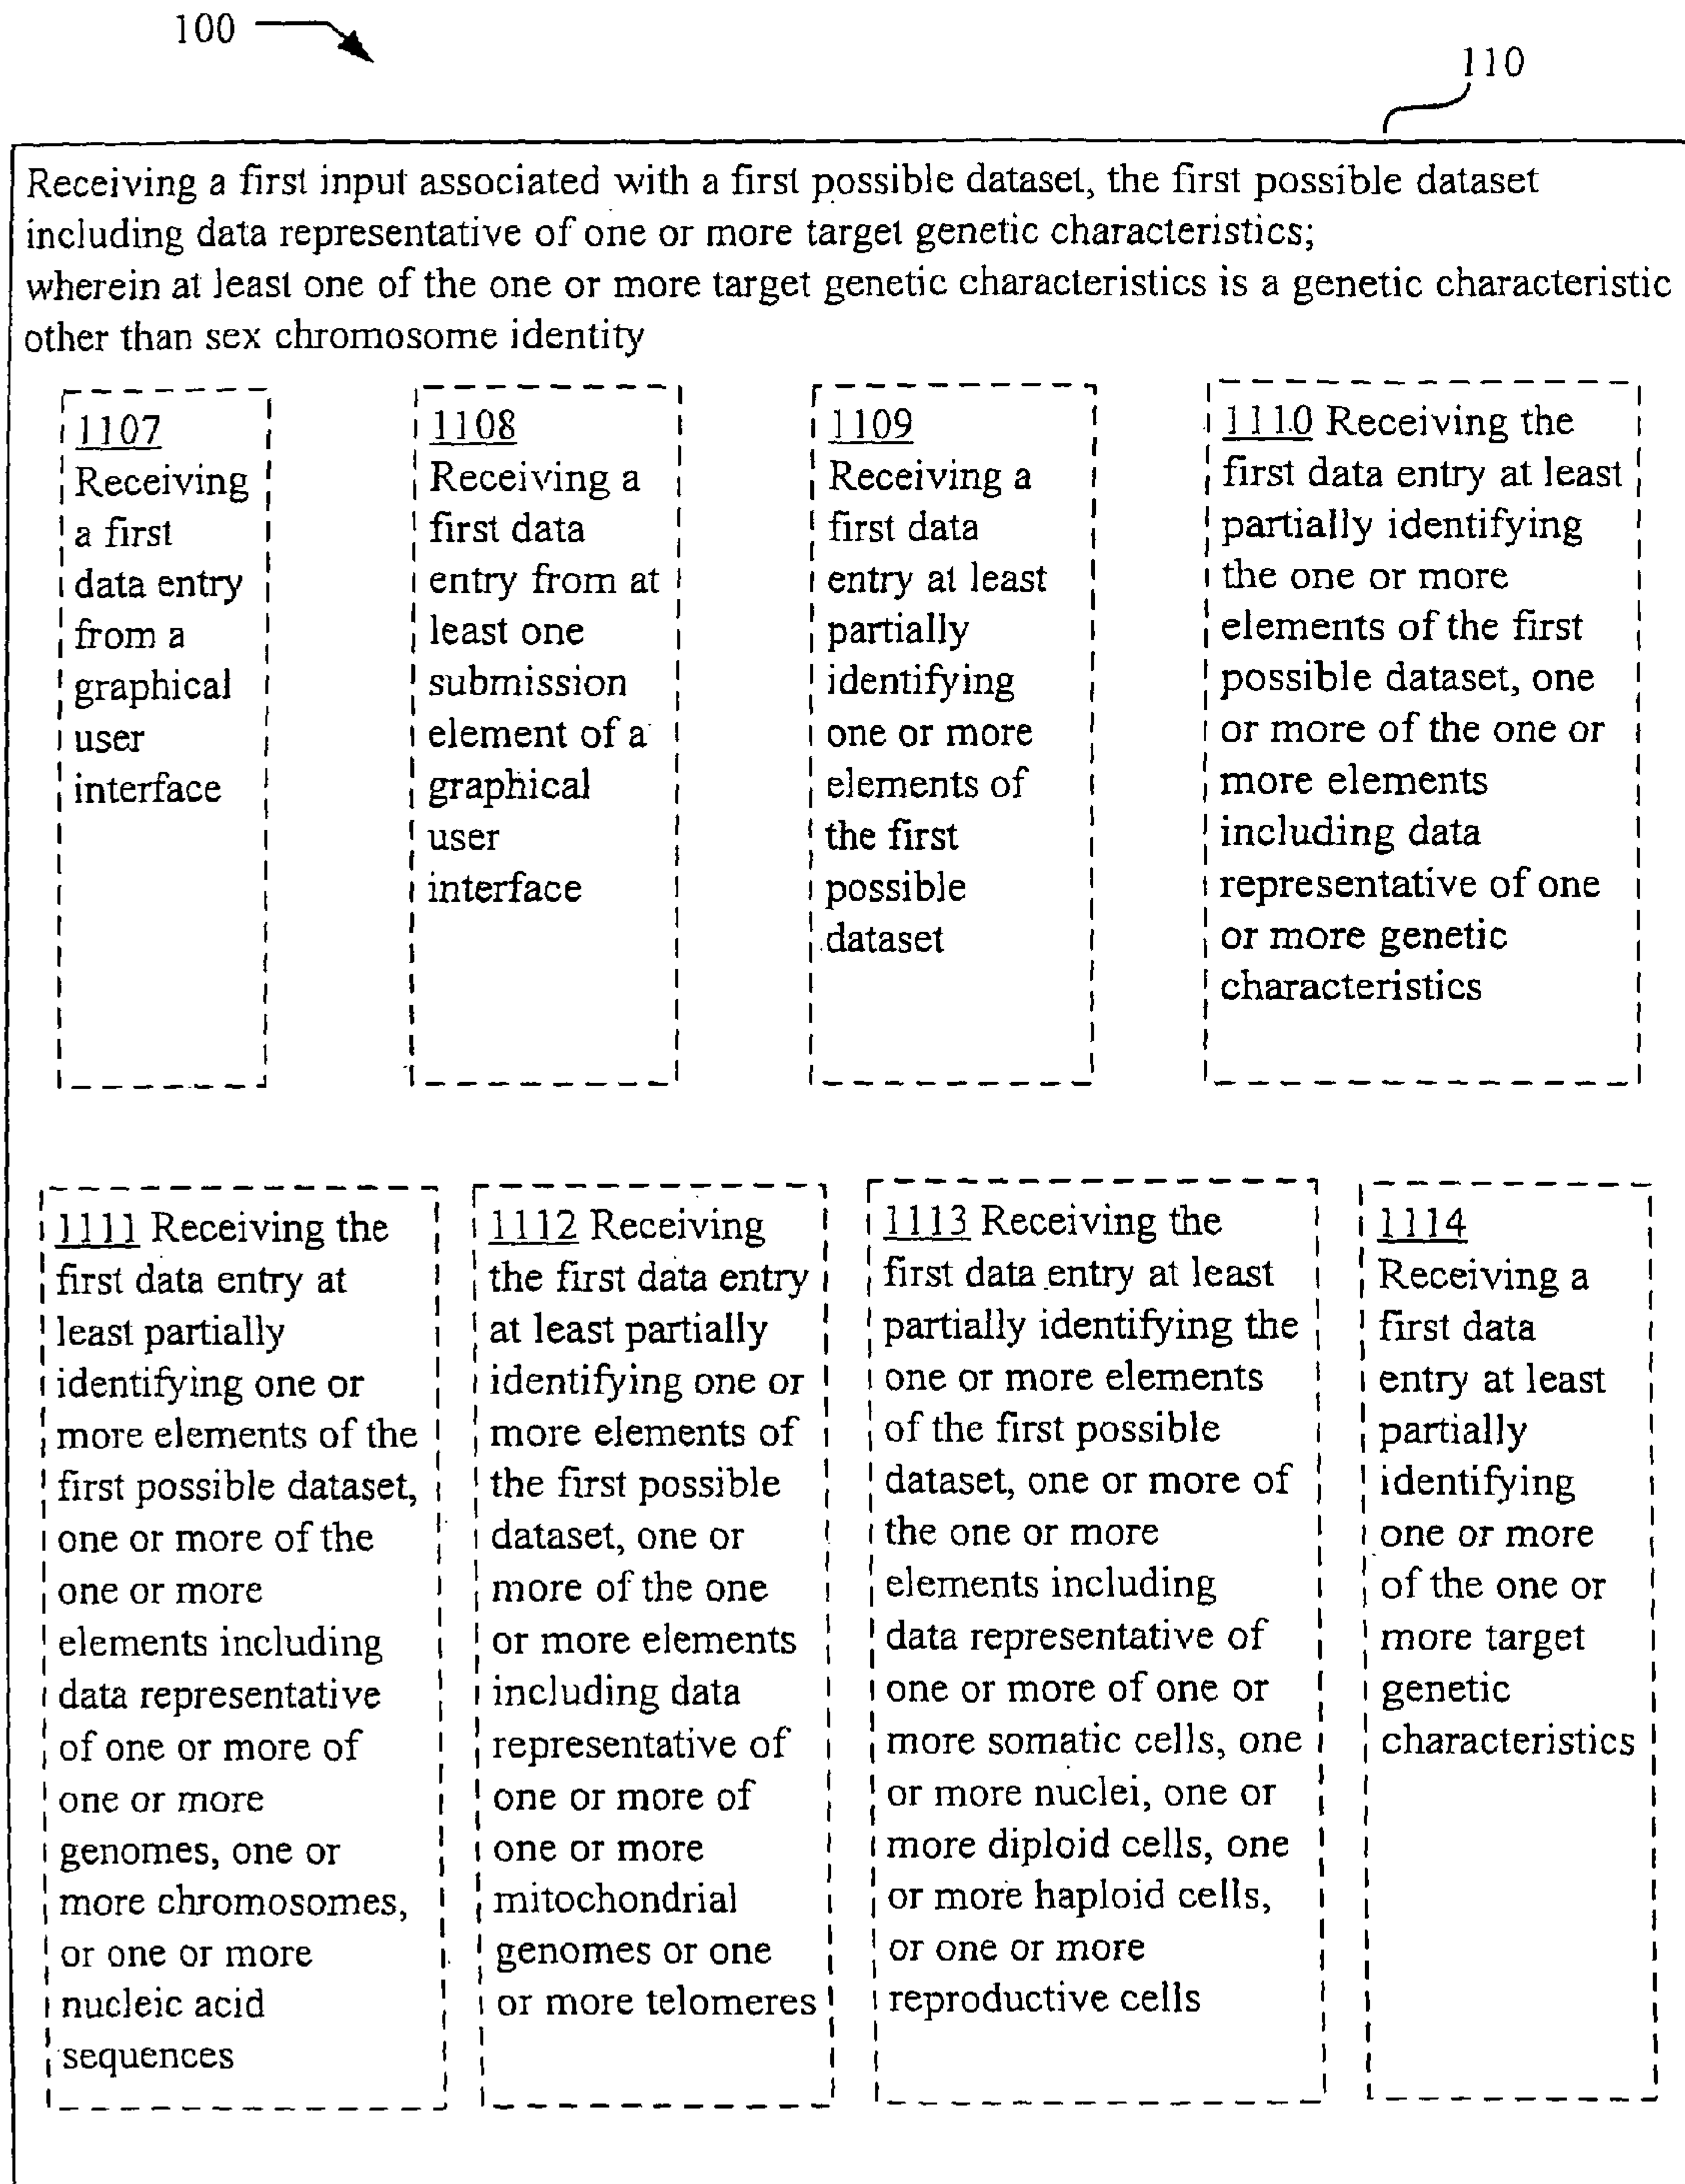 100
110
Receiving a first input associated with a first possible dataset, the first possible dataset
including data representative of one or more target genetic characteristics;
wherein at least one of the one or more target genetic characteristics is a genetic characteristic
other than sex chromosome identity
1107
Receiving
a first
data entry
from a
graphical
user
interface
1108
Receiving a
first data
entry from at
least one
submission
element of a
graphical
user
interface
1109
Receiving a
first data
entry at least
partially
identifying
one or more
elements of
the first
possible
dataset
1110 Receiving the
first data entry at least
partially identifying
the one or more
elements of the first
possible dataset, one
or more of the one or
more elements
including data
representative of one
or more genetic
characteristics
1111 Receiving the
first data entry at
least partially
identifying one or
more elements of the
first possible dataset,
one or more of the
one or more
elements including
data representative
of one or more of
one or more
genomes, one or
more chromosomes,
or one or more
nucleic acid
sequences
1112 Receiving
the first data entry
at least partially
identifying one or
more elements of
the first possible
dataset, one or
more of the one
or more elements
including data
representative of
one or more of
one or more
mitochondrial
genomes or one
or more telomeres
1113 Receiving the
first data entry at least
partially identifying the
one or more elements
of the first possible
dataset, one or more of
the one or more
elements including
data representative of
one or more of one or
more somatic cells, one
or more nuclei, one or
more diploid cells, one
or more haploid cells,
or one or more
reproductive cells
1114
Receiving a
first data
entry at least
partially
identifying
one or more
of the one or
more target
genetic
characteristics